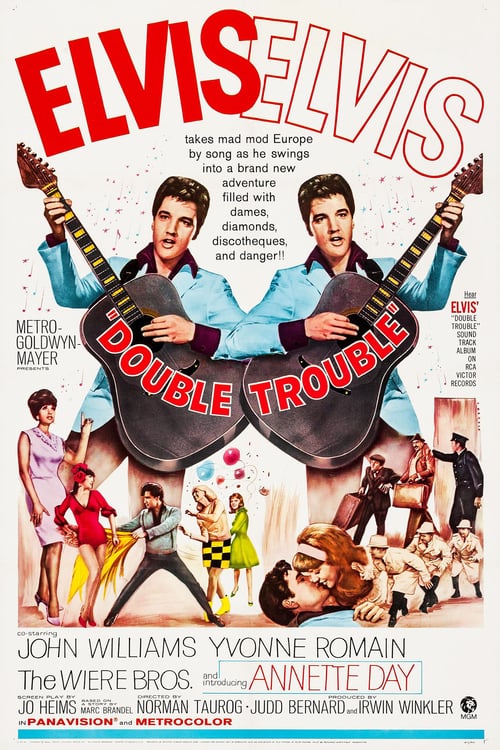 ELVIS ELVIS
takes mad mod Europe
by song as he swings
into a brand new
adventure
filled with
dames,
diamonds,
discotheques,
and danger!!
METRO-
GOLDWYN-
MAYER
PRESENTS
"DOUBLE TROUBLE"
Hear
ELVIS'
"DOUBLE
TROUBLE"
SOUND
TRACK
ALBUM
ON
RCA
VICTOR
RECORDS
co-starring
JOHN WILLIAMS YVONNE ROMAIN
The WIERE BROS. and introducing ANNETTE DAY
SCREEN PLAY BY
JO HEIMS
BASED ON
A STORY BY
MARC BRANDEL
DIRECTED BY
NORMAN TAUROG
PRODUCED BY
JUDD BERNARD and IRWIN WINKLER
IN PANAVISION® and METROCOLOR
MGM